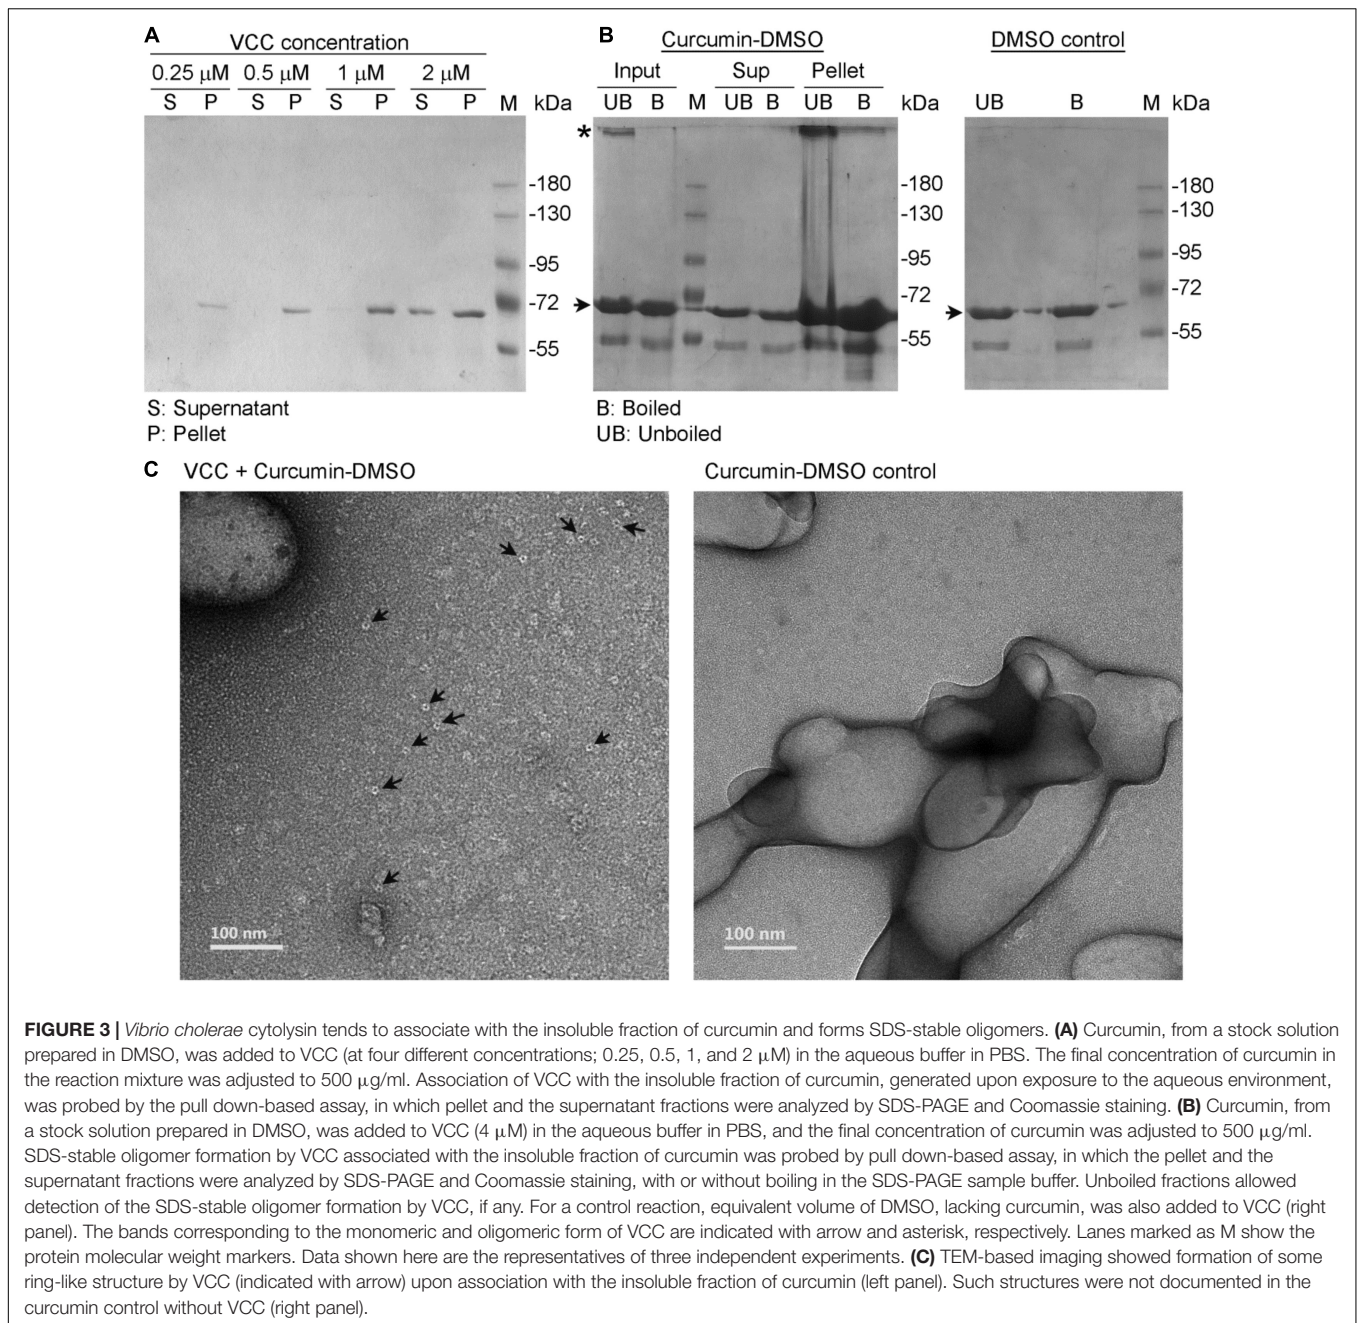 A
VCC concentration
0.25 μM 0.5 μM 1 μM 2 μM
S P S P S P S P M kDa
-180
-130
-95
-72
-55
S: Supernatant
P: Pellet
B
Curcumin-DMSO DMSO control
Input Sup Pellet
UB B M UB B UB B kDa UB B M kDa
*
-180 -180
-130 -130
-95 -95
-72 -72
-55 -55
B: Boiled
UB: Unboiled
C VCC + Curcumin-DMSO Curcumin-DMSO control
100 nm 100 nm
FIGURE 3 | Vibrio cholerae cytolysin tends to associate with the insoluble fraction of curcumin and forms SDS-stable oligomers. (A) Curcumin, from a stock solution
prepared in DMSO, was added to VCC (at four different concentrations; 0.25, 0.5, 1, and 2 μM) in the aqueous buffer in PBS. The final concentration of curcumin in
the reaction mixture was adjusted to 500 μg/ml. Association of VCC with the insoluble fraction of curcumin, generated upon exposure to the aqueous environment,
was probed by the pull down-based assay, in which pellet and the supernatant fractions were analyzed by SDS-PAGE and Coomassie staining. (B) Curcumin, from
a stock solution prepared in DMSO, was added to VCC (4 μM) in the aqueous buffer in PBS, and the final concentration of curcumin was adjusted to 500 μg/ml.
SDS-stable oligomer formation by VCC associated with the insoluble fraction of curcumin was probed by pull down-based assay, in which the pellet and the
supernatant fractions were analyzed by SDS-PAGE and Coomassie staining, with or without boiling in the SDS-PAGE sample buffer. Unboiled fractions allowed
detection of the SDS-stable oligomer formation by VCC, if any. For a control reaction, equivalent volume of DMSO, lacking curcumin, was also added to VCC (right
panel). The bands corresponding to the monomeric and oligomeric form of VCC are indicated with arrow and asterisk, respectively. Lanes marked as M show the
protein molecular weight markers. Data shown here are the representatives of three independent experiments. (C) TEM-based imaging showed formation of some
ring-like structure by VCC (indicated with arrow) upon association with the insoluble fraction of curcumin (left panel). Such structures were not documented in the
curcumin control without VCC (right panel).